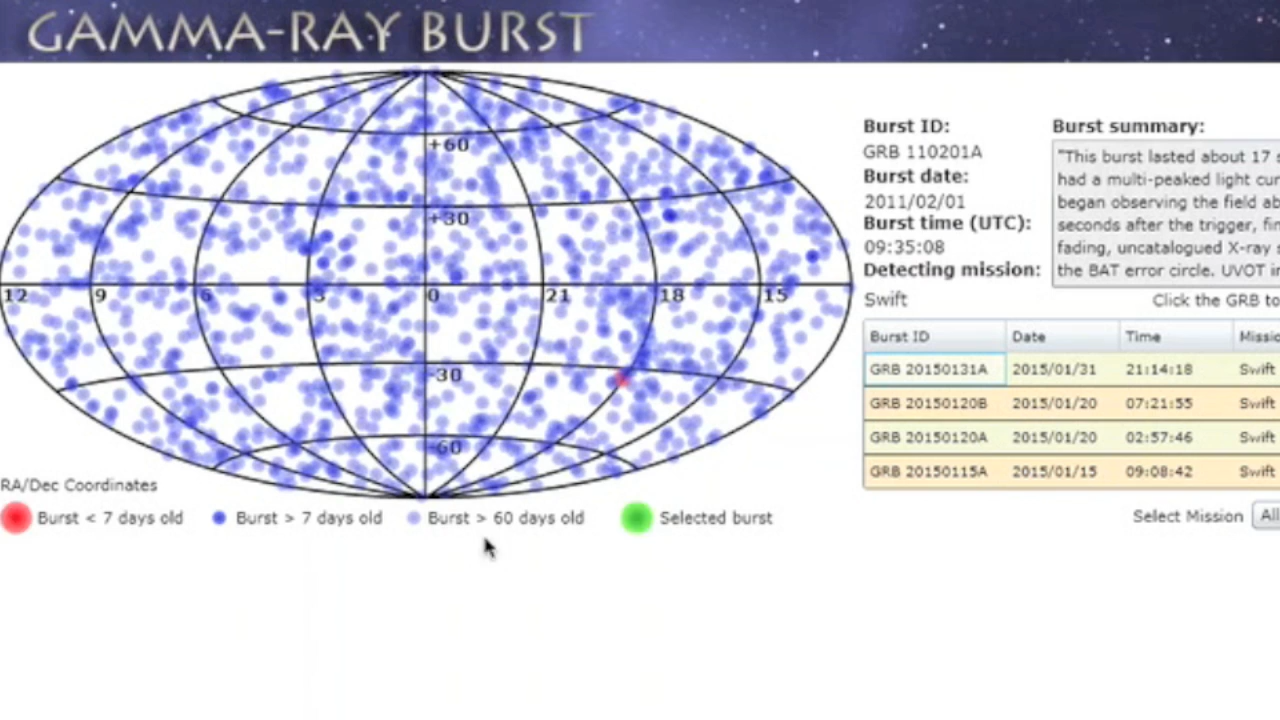 GAMMA-RAY BURST
+60
+30
12 9 6 3 0 21 18 15
-30
-60
RA/Dec Coordinates
Burst < 7 days old Burst > 7 days old Burst > 60 days old Selected burst
Burst ID:
GRB 110201A
Burst date:
2011/02/01
Burst time (UTC):
09:35:08
Detecting mission:
Swift
Burst summary:
"This burst lasted about 17 s
had a multi-peaked light cur
began observing the field ab
seconds after the trigger, fin
fading, uncatalogued X-ray s
the BAT error circle. UVOT in
Click the GRB to
Burst ID Date Time Missio
GRB 20150131A 2015/01/31 21:14:18 Swift
GRB 20150120B 2015/01/20 07:21:55 Swift
GRB 20150120A 2015/01/20 02:57:46 Swift
GRB 20150115A 2015/01/15 09:08:42 Swift
Select Mission All